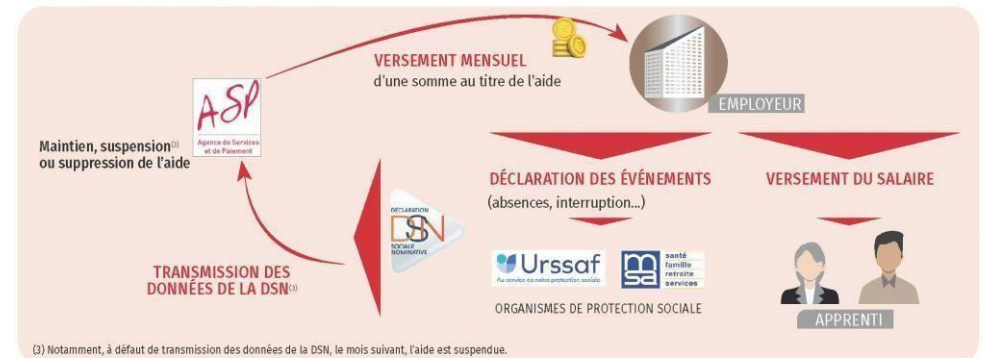 VERSEMENT MENSUEL
d'une somme au titre de l'aide
EMPLOYEUR
ASP
Agence de Services
et de Paiement
Maintien, suspension(3)
ou suppression de l'aide
DÉCLARATION DES ÉVÉNEMENTS
(absences, interruption...)
VERSEMENT DU SALAIRE
DÉCLARATION
DSN
SOCIALE
NOMINATIVE
TRANSMISSION DES
DONNÉES DE LA DSN(3)
Urssaf
Au service de notre protection sociale
msa
santé
famille
retraite
services
ORGANISMES DE PROTECTION SOCIALE
APPRENTI
(3) Notamment, à défaut de transmission des données de la DSN, le mois suivant, l'aide est suspendue.